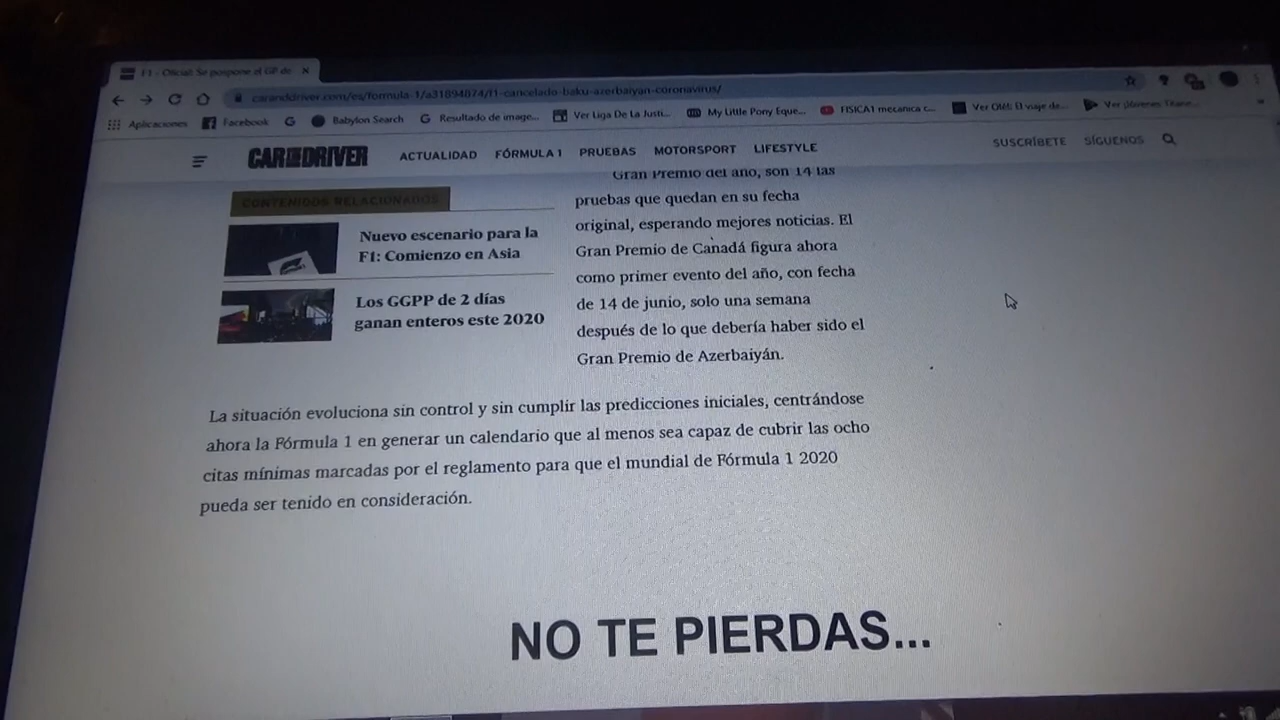 F1 - Oficial: Se pospone el GP de
caranddriver.com/es/formula-1/a31894874/f1-cancelado-baku-azerbaiyan-coronavirus/
Aplicaciones Facebook Babylon Search Resultado de image... Ver Liga De La Justi... My Little Pony Eque... FISICA1 mecanica c... Ver Olé!: El viaje de... Ver Jóvenes Titane...
CAR AND DRIVER ACTUALIDAD FÓRMULA 1 PRUEBAS MOTORSPORT LIFESTYLE SUSCRÍBETE SÍGUENOS
CONTENIDOS RELACIONADOS
Nuevo escenario para la
F1: Comienzo en Asia
Los GGPP de 2 días
ganan enteros este 2020
Gran Premio del año, son 14 las
pruebas que quedan en su fecha
original, esperando mejores noticias. El
Gran Premio de Canadá figura ahora
como primer evento del año, con fecha
de 14 de junio, solo una semana
después de lo que debería haber sido el
Gran Premio de Azerbaiyán.
La situación evoluciona sin control y sin cumplir las predicciones iniciales, centrándose
ahora la Fórmula 1 en generar un calendario que al menos sea capaz de cubrir las ocho
citas mínimas marcadas por el reglamento para que el mundial de Fórmula 1 2020
pueda ser tenido en consideración.
NO TE PIERDAS...